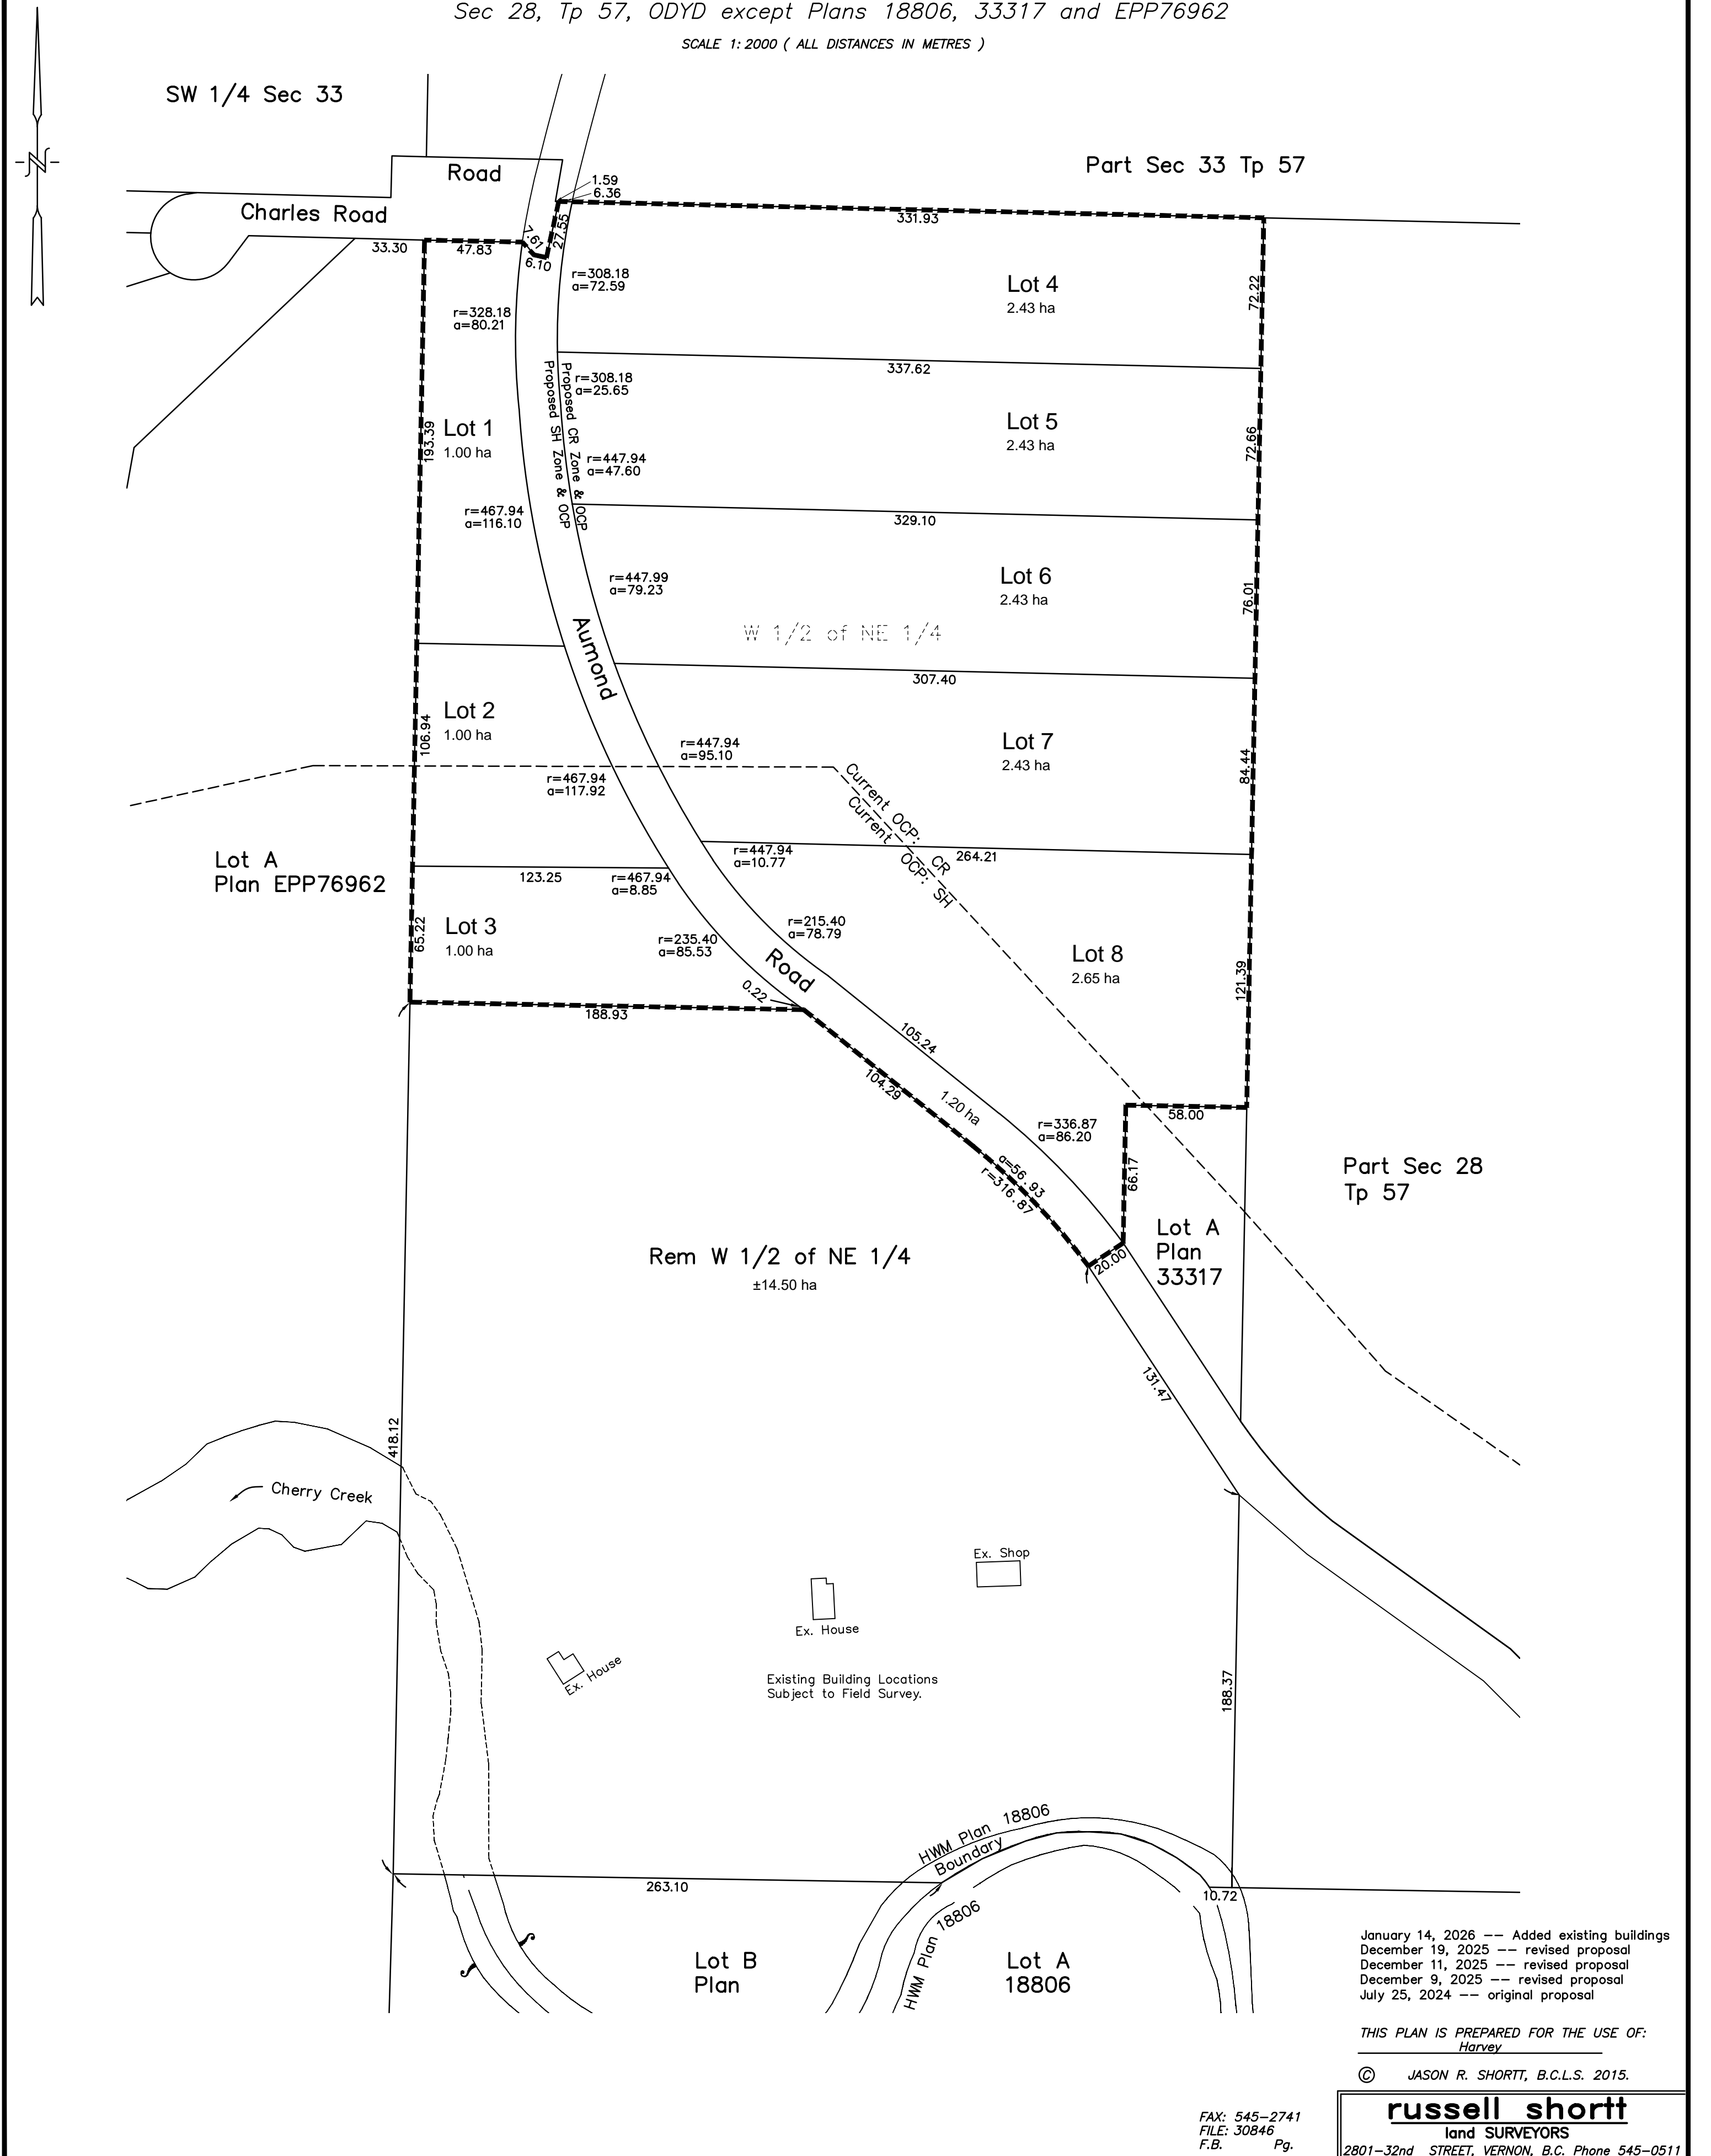 Sec 28, Tp 57, ODYD except Plans 18806, 33317 and EPP76962
SCALE 1: 2000 ( ALL DISTANCES IN METRES )
SW 1/4 Sec 33
N
Road
Part Sec 33 Tp 57
Charles Road
1.59
6.36
331.93
33.30
47.83
7.61
27.55
6.10
r=308.18
a=72.59
Lot 4
2.43 ha
72.22
r=328.18
a=80.21
337.62
Proposed SH Zone & OCP
Proposed CR Zone & OCP
r=308.18
a=25.65
Lot 1
1.00 ha
193.39
Lot 5
2.43 ha
72.66
r=447.94
a=47.60
r=467.94
a=116.10
329.10
r=447.99
a=79.23
Lot 6
2.43 ha
76.01
W 1/2 of NE 1/4
Aumond
307.40
Lot 2
1.00 ha
106.94
r=447.94
a=95.10
Lot 7
2.43 ha
84.44
r=467.94
a=117.92
Current OCP: CR
Current OCP: SH
Lot A
Plan EPP76962
r=447.94
a=10.77
264.21
123.25
r=467.94
a=8.85
Lot 3
1.00 ha
65.22
r=235.40
a=85.53
r=215.40
a=78.79
Road
Lot 8
2.65 ha
121.39
0.22
188.93
105.24
104.29
1.20 ha
58.00
r=336.87
a=86.20
66.17
a=56.93
r=316.87
Part Sec 28
Tp 57
Lot A
Plan
33317
20.00
Rem W 1/2 of NE 1/4
±14.50 ha
131.47
418.12
Cherry Creek
Ex. Shop
Ex. House
Ex. House
Existing Building Locations
Subject to Field Survey.
188.37
HWM Plan 18806
Boundary
263.10
10.72
HWM Plan 18806
Lot B
Plan
Lot A
18806
January 14, 2026 -- Added existing buildings
December 19, 2025 -- revised proposal
December 11, 2025 -- revised proposal
December 9, 2025 -- revised proposal
July 25, 2024 -- original proposal
THIS PLAN IS PREPARED FOR THE USE OF:
Harvey
© JASON R. SHORTT, B.C.L.S. 2015.
FAX: 545-2741
FILE: 30846
F.B. Pg.
russell shortt
land SURVEYORS
2801-32nd STREET, VERNON, B.C. Phone 545-0511